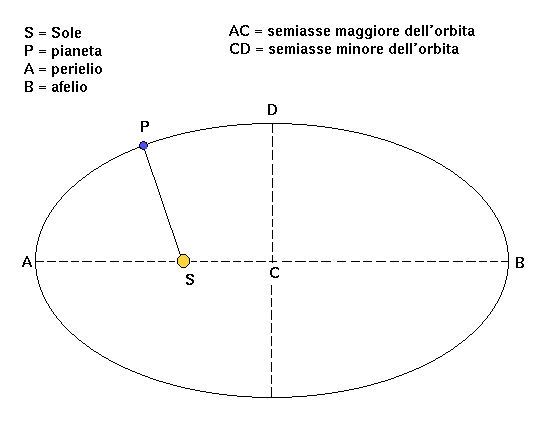 S = Sole
P = pianeta
A = perielio
B = afelio
AC = semiasse maggiore dell'orbita
CD = semiasse minore dell'orbita
D
P
A
S
C
B